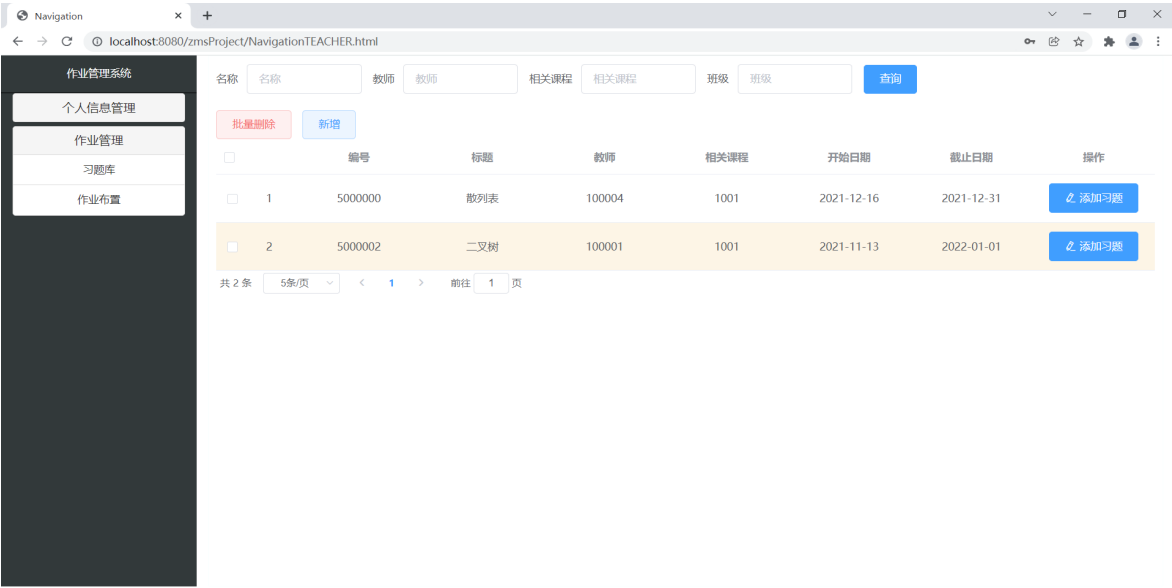 Navigation
localhost:8080/zmsProject/NavigationTEACHER.html
作业管理系统
个人信息管理
作业管理
习题库
作业布置
名称 名称 教师 教师 相关课程 相关课程 班级 班级 查询
批量删除 新增
编号 标题 教师 相关课程 开始日期 截止日期 操作
1 5000000 散列表 100004 1001 2021-12-16 2021-12-31 添加习题
2 5000002 二叉树 100001 1001 2021-11-13 2022-01-01 添加习题
共 2 条 5条/页 1 前往 1 页